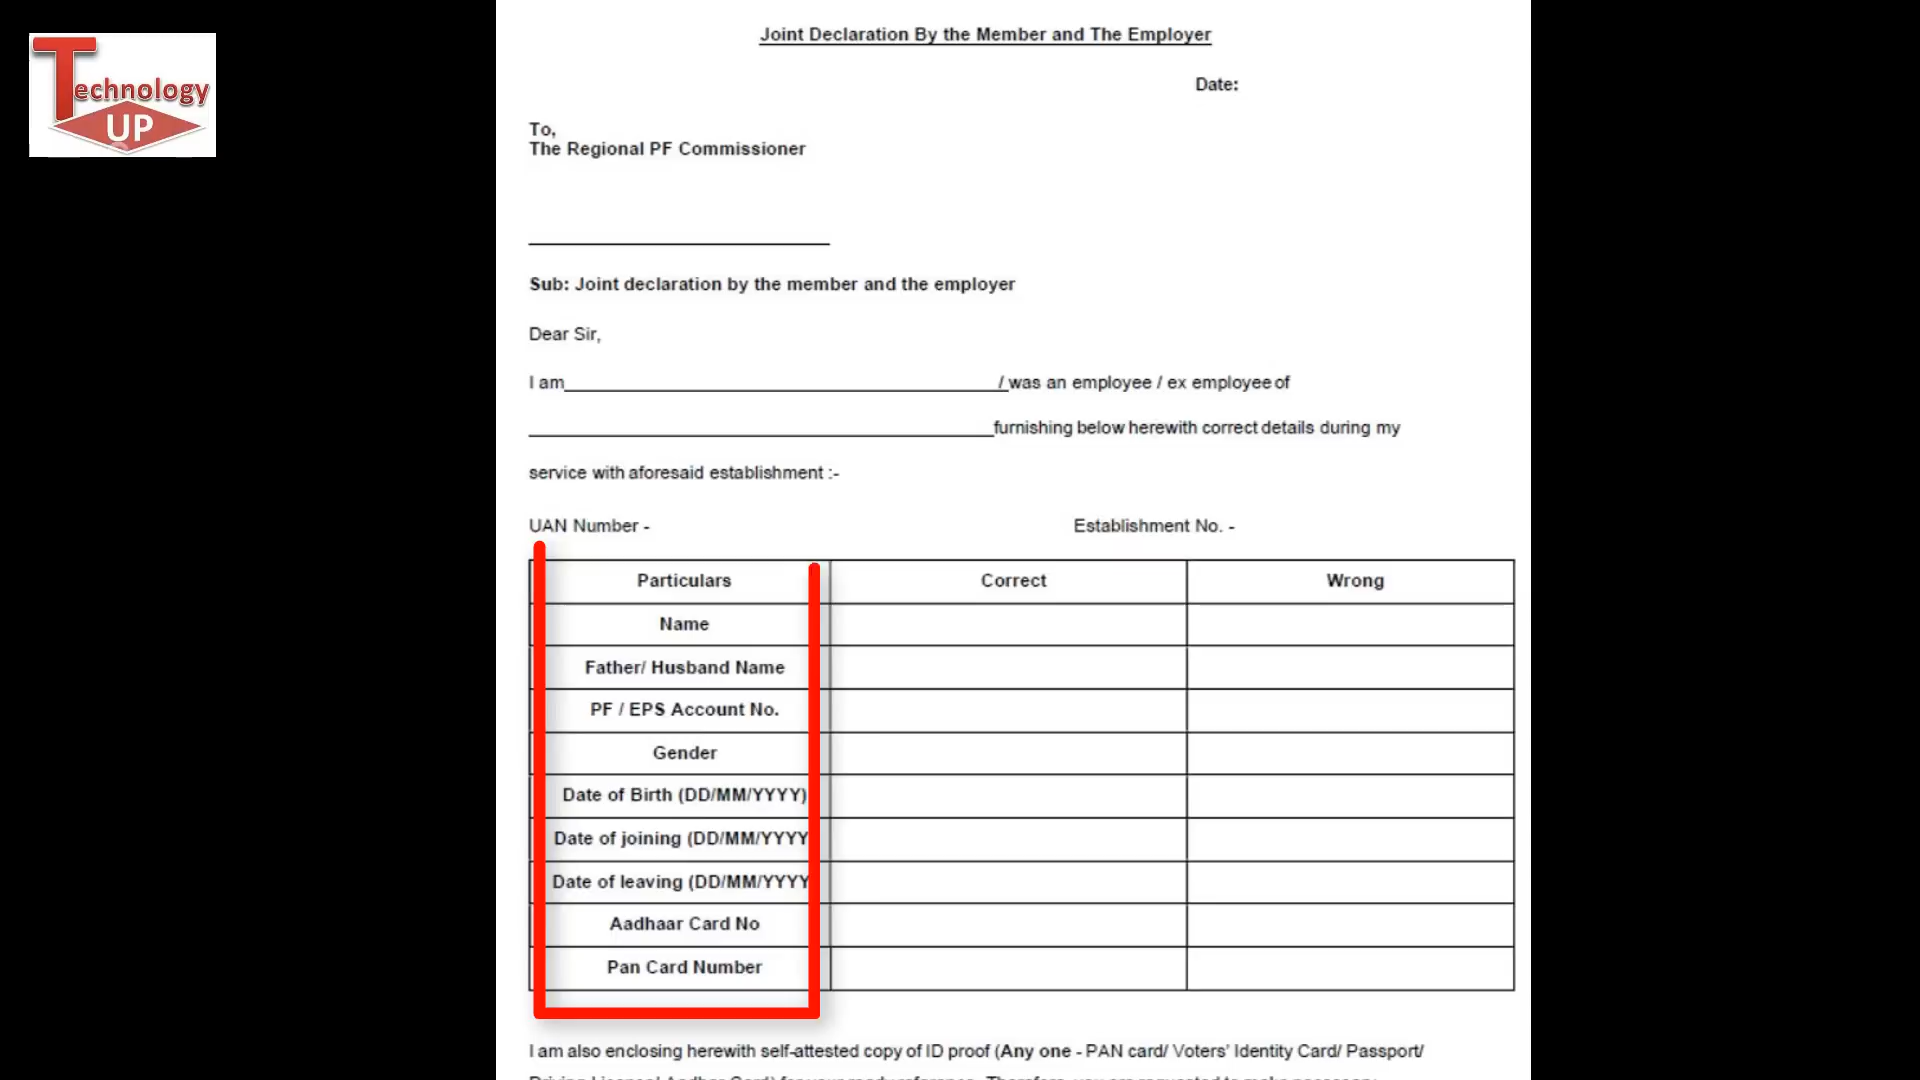 Technology
UP
Joint Declaration By the Member and The Employer
Date:
To,
The Regional PF Commissioner
Sub: Joint declaration by the member and the employer
Dear Sir,
I am / was an employee / ex employee of
furnishing below herewith correct details during my
service with aforesaid establishment :-
UAN Number - Establishment No. -
Particulars Correct Wrong
Name
Father/ Husband Name
PF / EPS Account No.
Gender
Date of Birth (DD/MM/YYYY)
Date of joining (DD/MM/YYYY
Date of leaving (DD/MM/YYYY
Aadhaar Card No
Pan Card Number
I am also enclosing herewith self-attested copy of ID proof (Any one - PAN card/ Voters' Identity Card/ Passport/